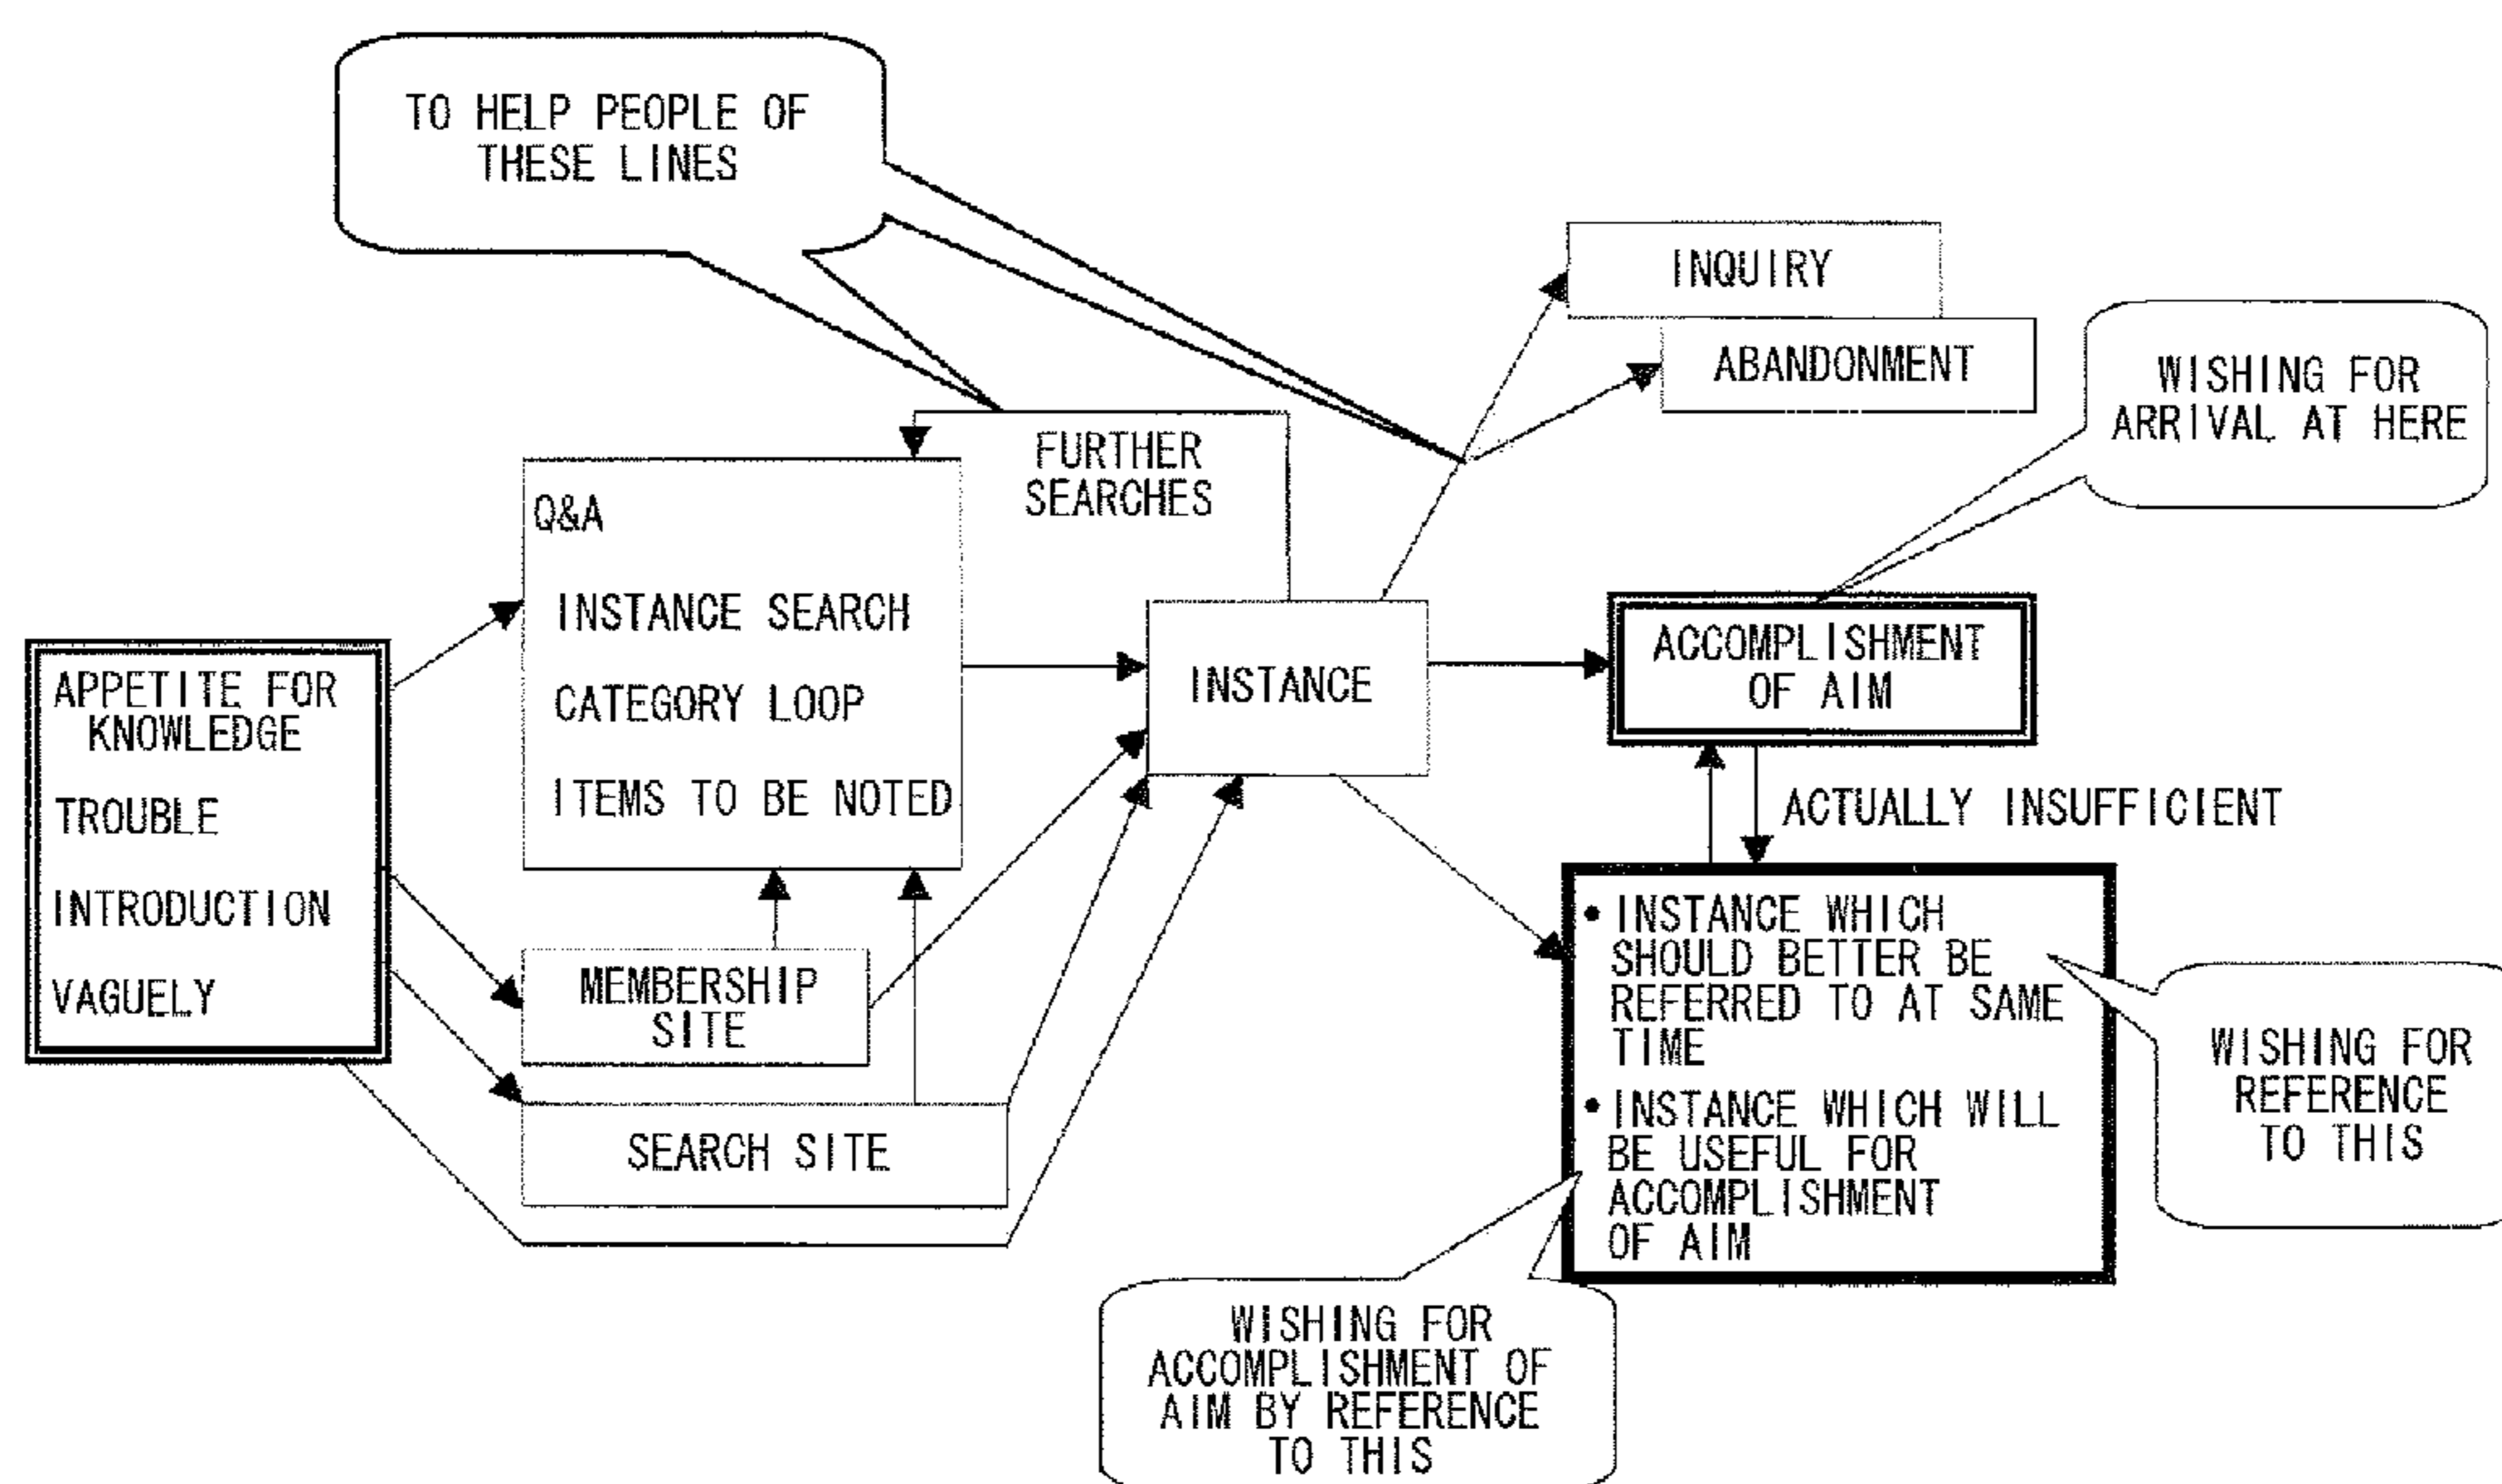 TO HELP PEOPLE OF
THESE LINES
INQUIRY
ABANDONMENT
WISHING FOR
ARRIVAL AT HERE
FURTHER
SEARCHES
Q&A
INSTANCE SEARCH
CATEGORY LOOP
ITEMS TO BE NOTED
APPETITE FOR
KNOWLEDGE
TROUBLE
INTRODUCTION
VAGUELY
INSTANCE
ACCOMPLISHMENT
OF AIM
ACTUALLY INSUFFICIENT
MEMBERSHIP
SITE
SEARCH SITE
• INSTANCE WHICH
SHOULD BETTER BE
REFERRED TO AT SAME
TIME
• INSTANCE WHICH WILL
BE USEFUL FOR
ACCOMPLISHMENT
OF AIM
WISHING FOR
REFERENCE
TO THIS
WISHING FOR
ACCOMPLISHMENT OF
AIM BY REFERENCE
TO THIS